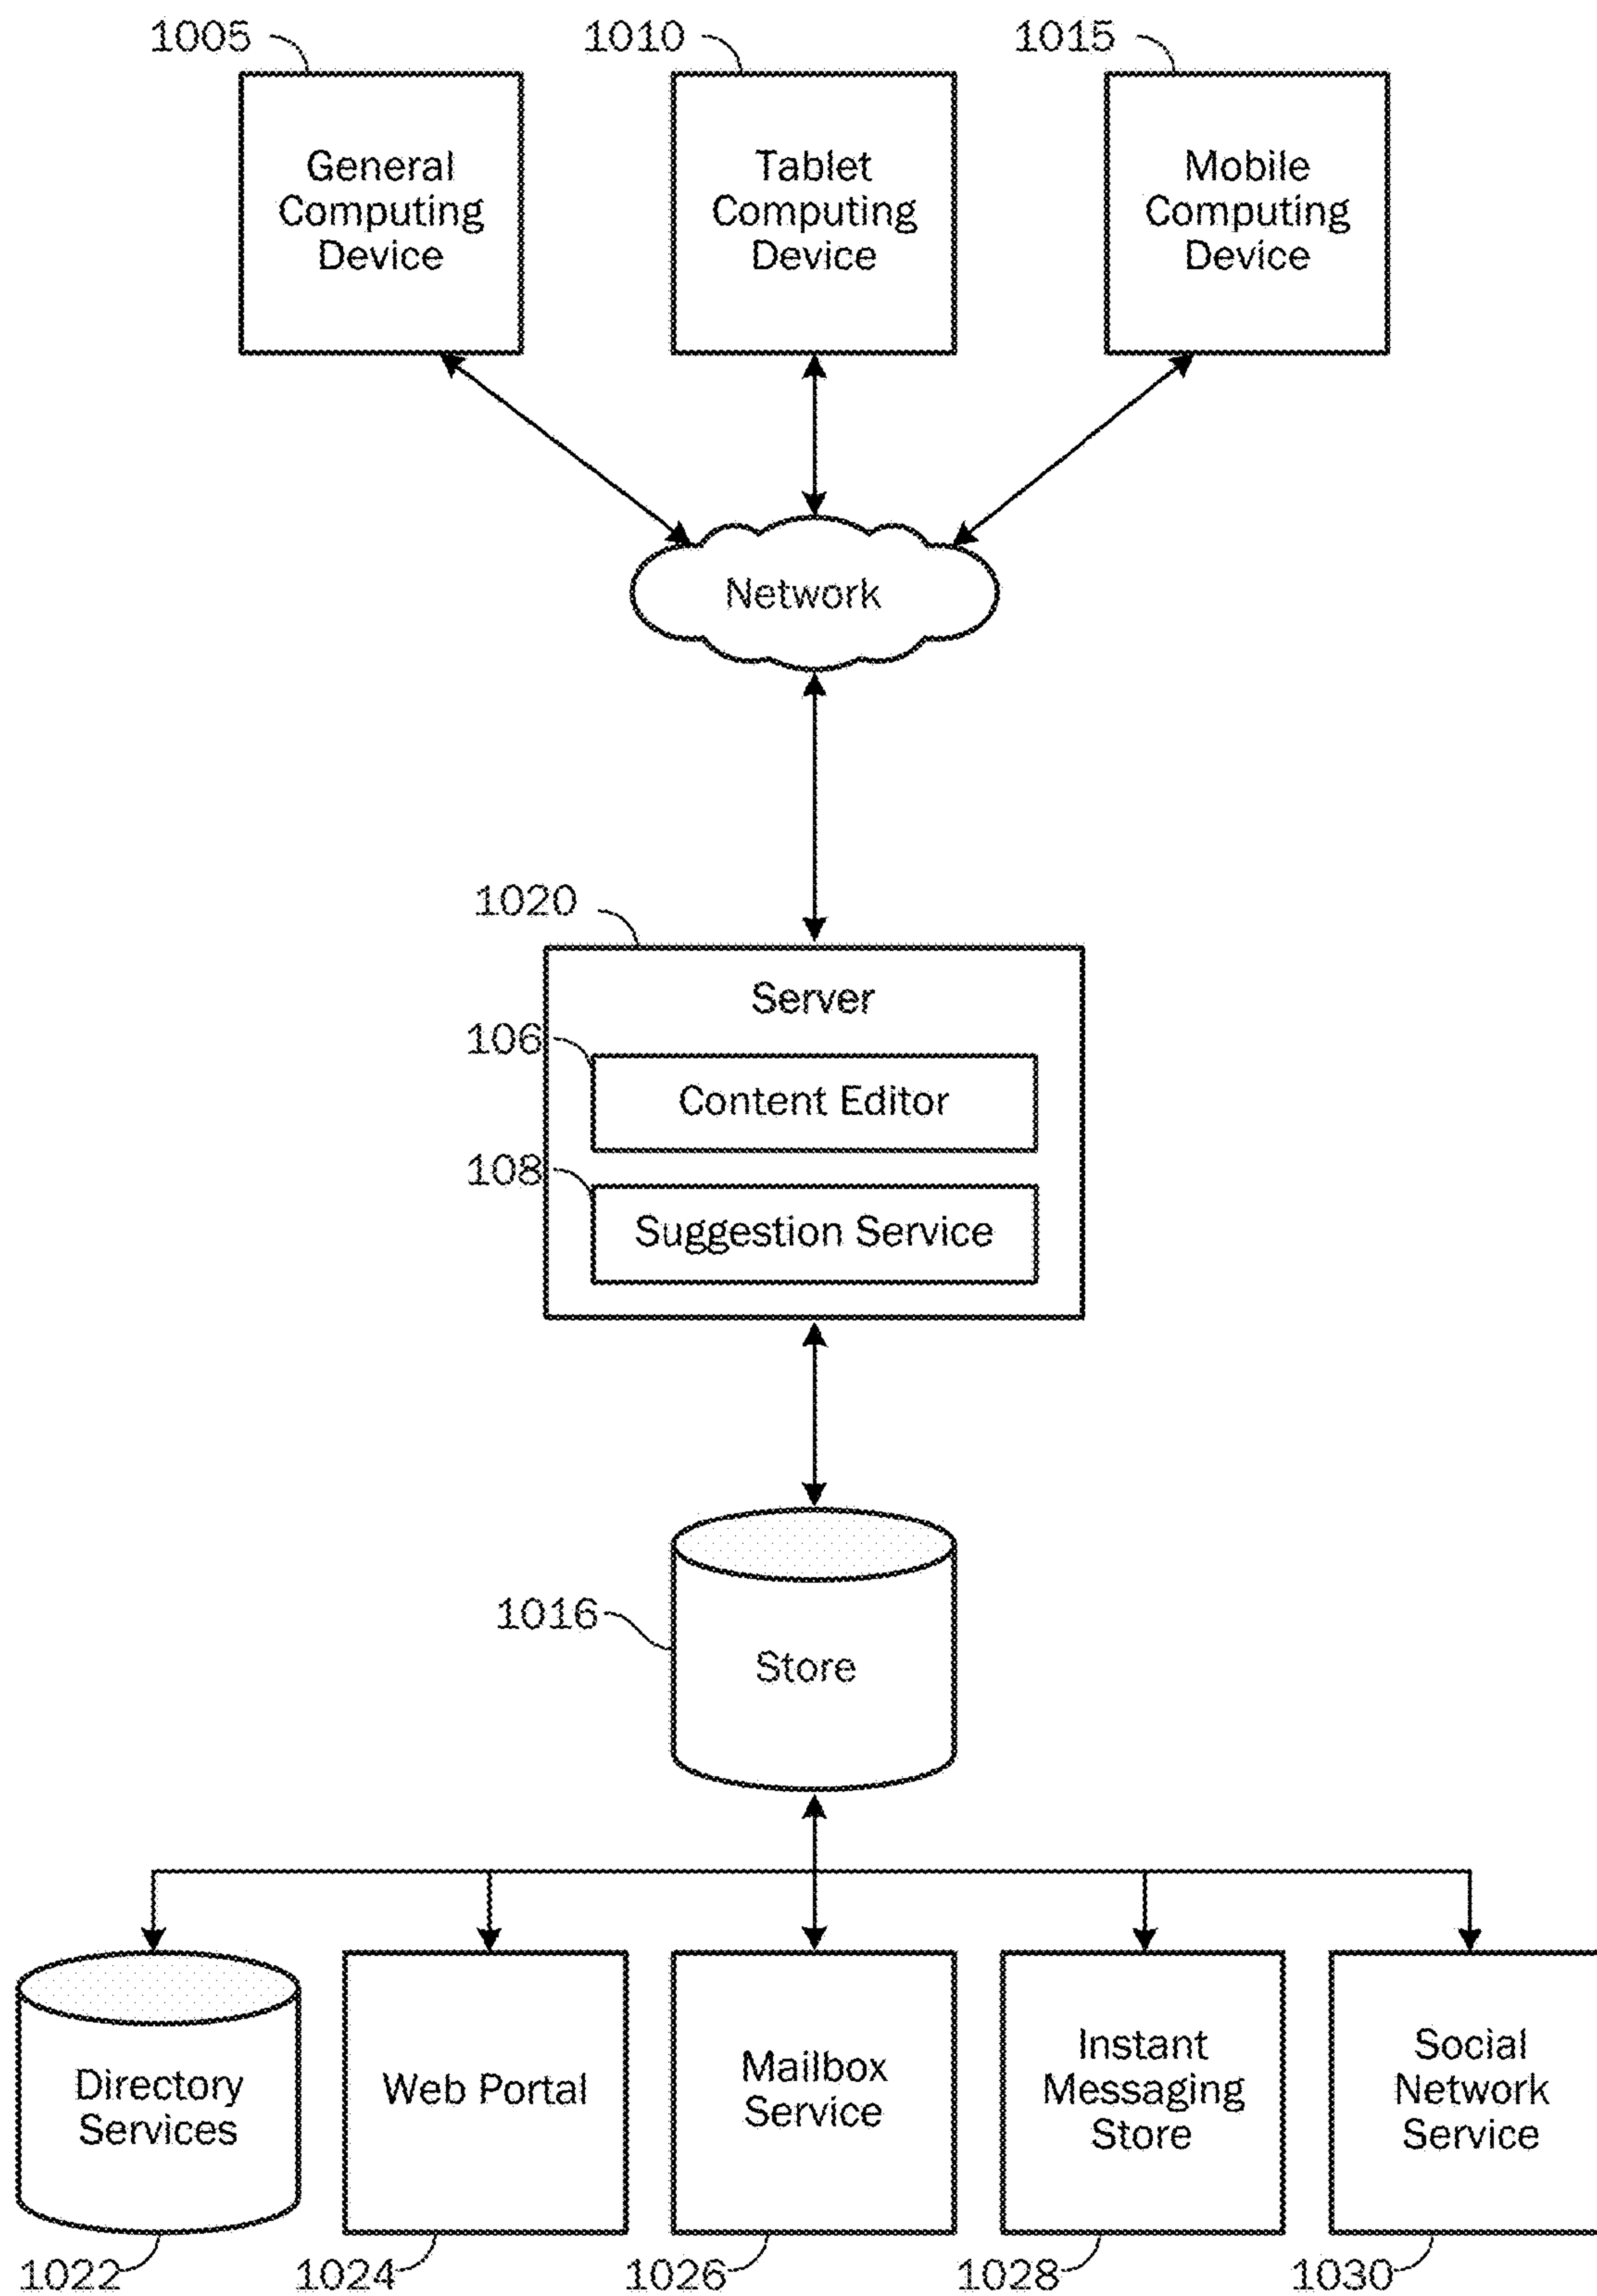 1005
1010
1015
General
Computing
Device
Tablet
Computing
Device
Mobile
Computing
Device
Network
1020
Server
106
Content Editor
108
Suggestion Service
1016
Store
Directory
Services
Web Portal
Mailbox
Service
Instant
Messaging
Store
Social
Network
Service
1022
1024
1026
1028
1030